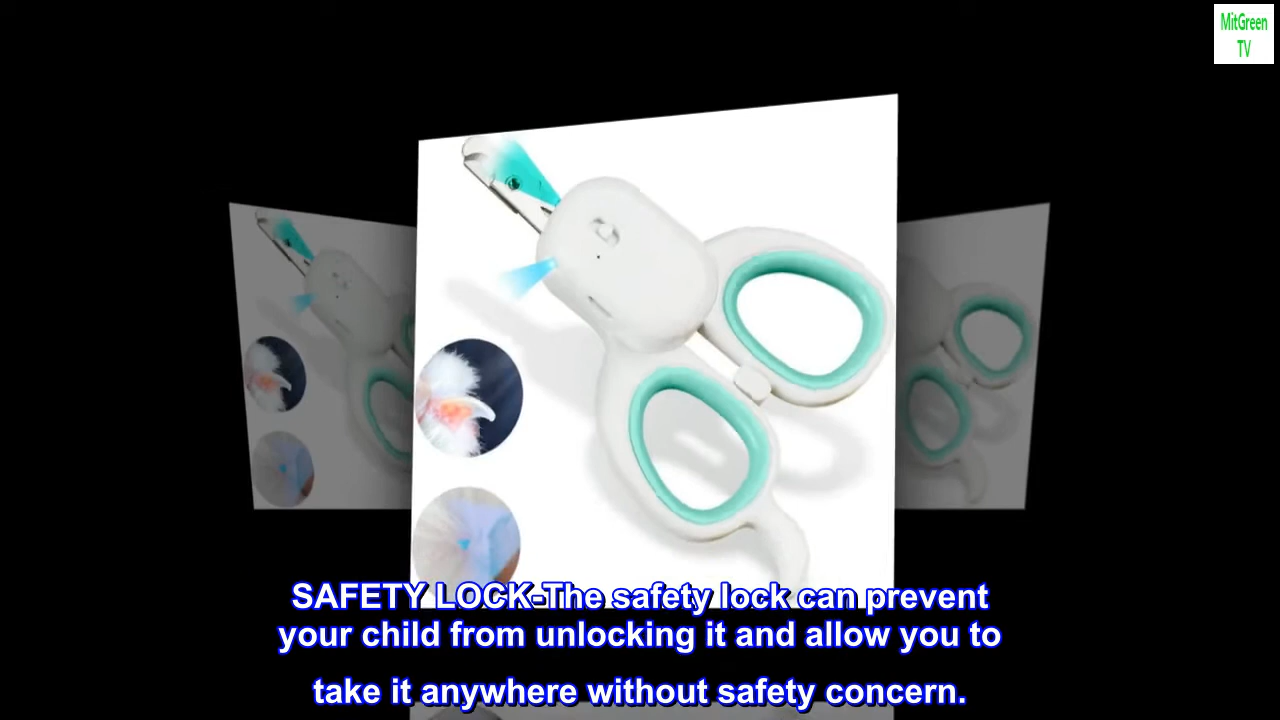 MitGreen
TV
SAFETY LOCK-The safety lock can prevent
your child from unlocking it and allow you to
take it anywhere without safety concern.